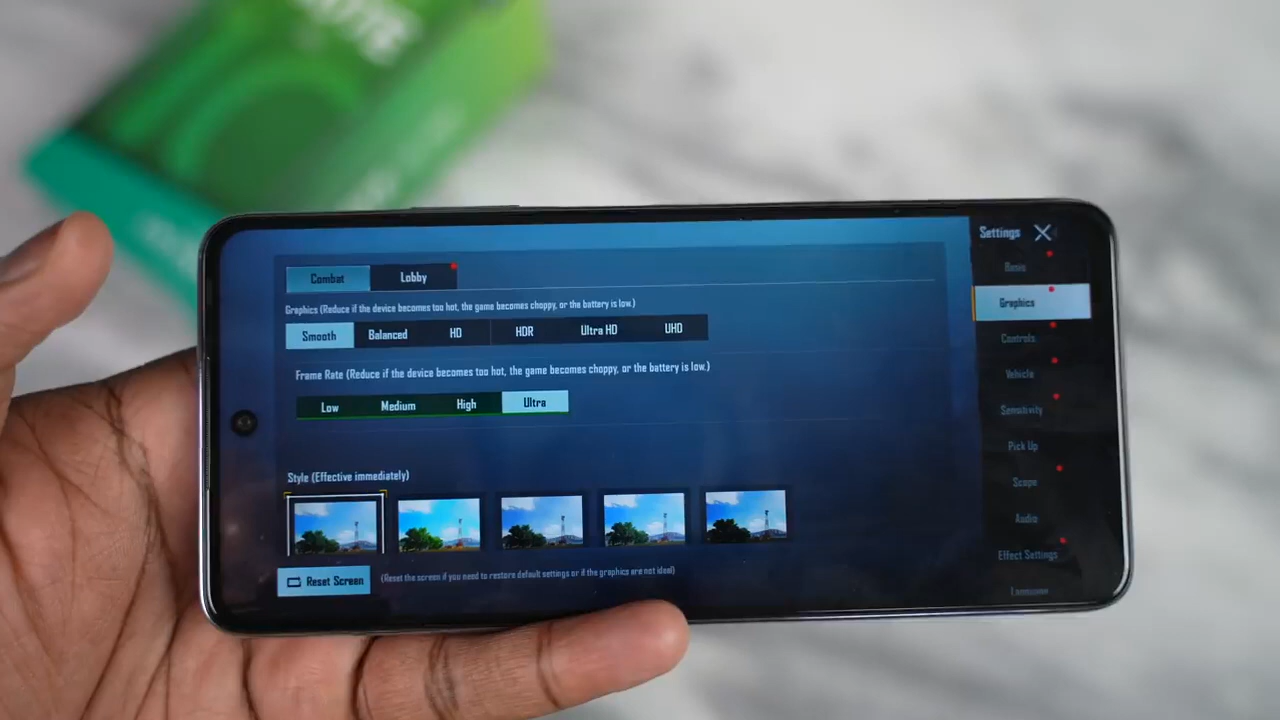 Settings
Combat
Lobby
Basic
Graphics (Reduce if the device becomes too hot, the game becomes choppy, or the battery is low.)
Graphics
Smooth Balanced HD HDR Ultra HD UHD
Controls
Frame Rate (Reduce if the device becomes too hot, the game becomes choppy, or the battery is low.)
Vehicle
Low Medium High Ultra
Sensitivity
Pick Up
Style (Effective immediately)
Scope
Audio
Effect Settings
Reset Screen
(Reset the screen if you need to restore default settings or if the graphics are not ideal)